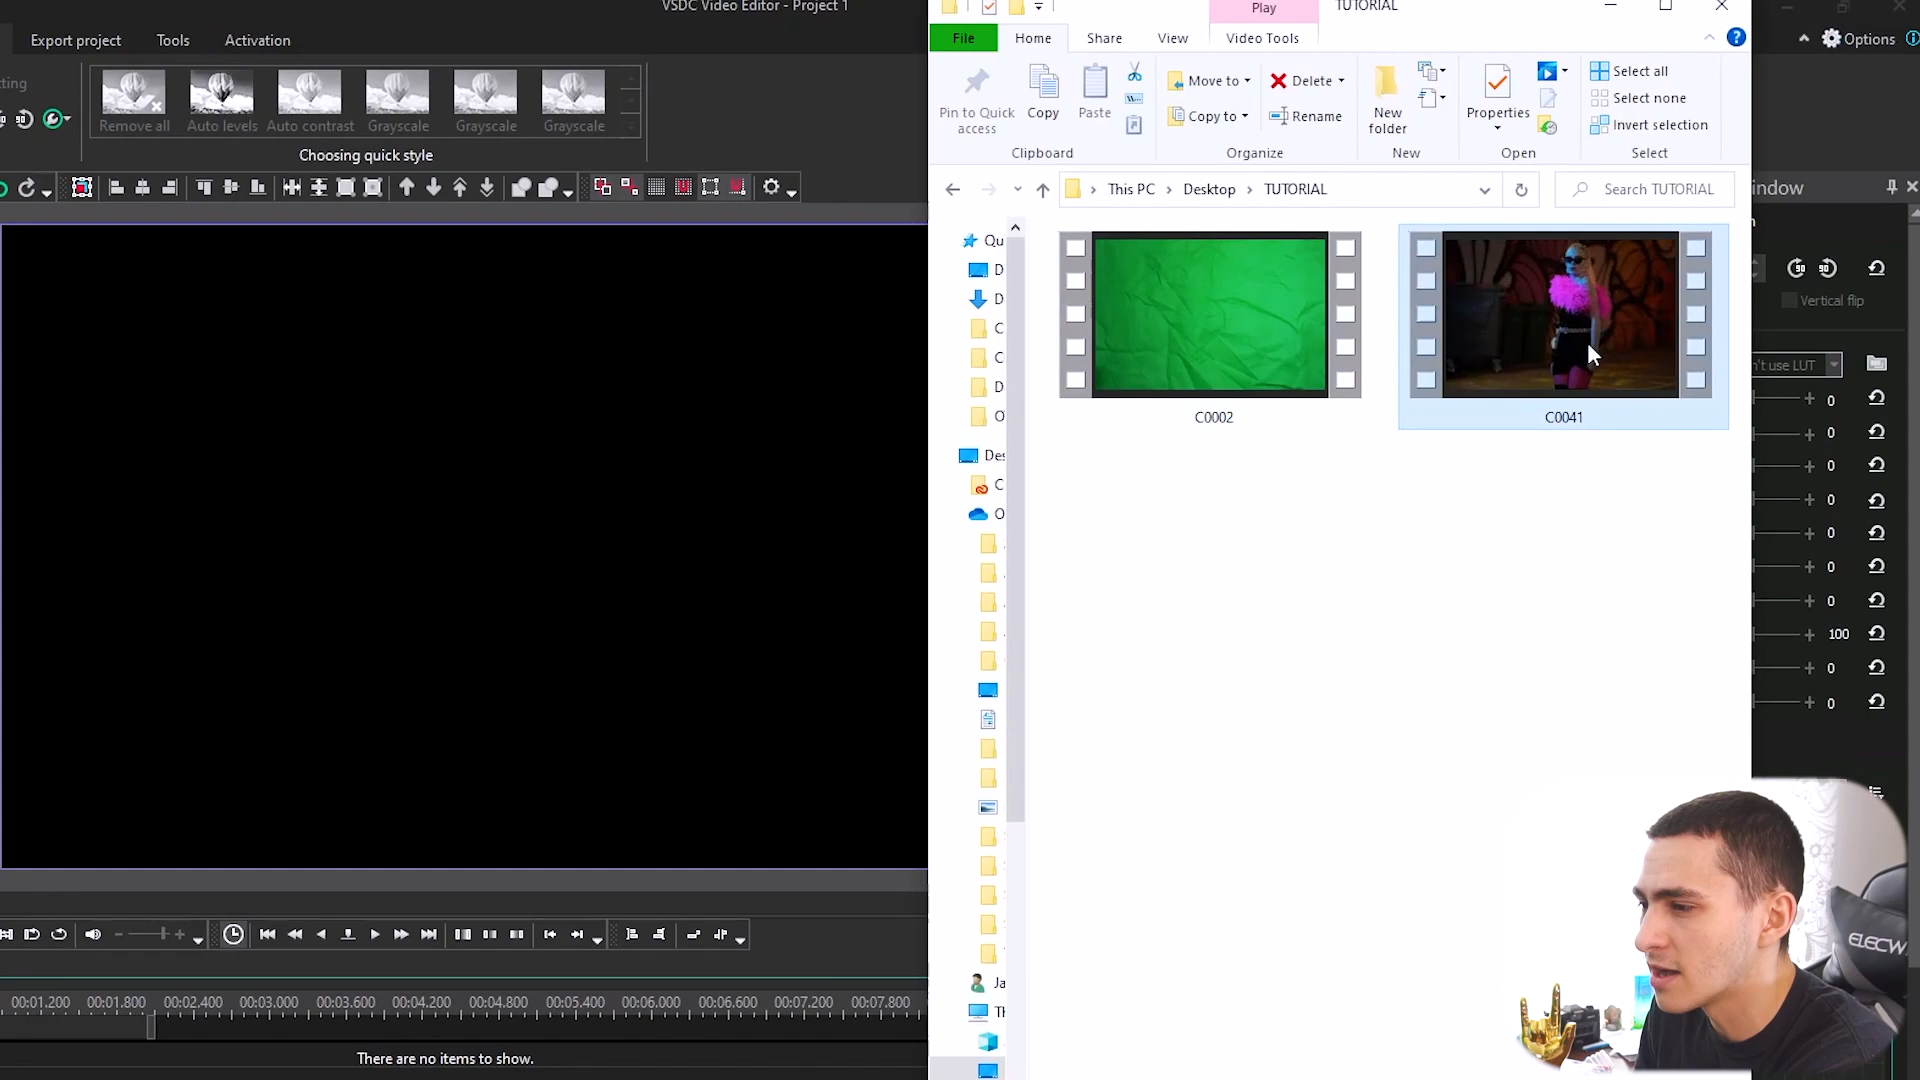 VSDC Video Editor - Project 1
Export project
Tools
Activation
Remove all
Auto levels
Auto contrast
Grayscale
Grayscale
Grayscale
Choosing quick style
00:01.200
00:01.800
00:02.400
00:03.000
00:03.600
00:04.200
00:04.800
00:05.400
00:06.000
00:06.600
00:07.200
00:07.800
There are no items to show.
Play
TUTORIAL
File
Home
Share
View
Video Tools
Pin to Quick
access
Copy
Paste
Move to
Copy to
Delete
Rename
New
folder
Properties
Select all
Select none
Invert selection
Clipboard
Organize
New
Open
Select
This PC
Desktop
TUTORIAL
Search TUTORIAL
Qu
D
D
C
C
D
O
Des
C
O
Ja
C0002
C0041
Options
indow
Vertical flip
n't use LUT
0
0
0
0
0
0
0
100
0
0
ELECW